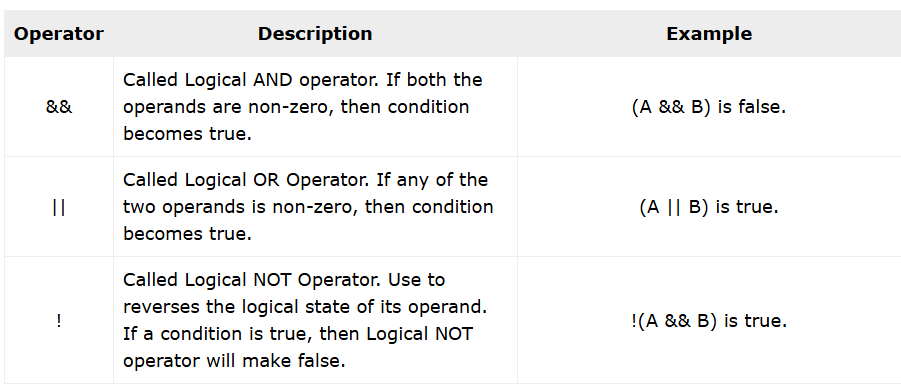 Operator Description Example
Called Logical AND operator. If both the
&& operands are non-zero, then condition (A && B) is false.
becomes true.
Called Logical OR Operator. If any of the
|| two operands is non-zero, then condition (A || B) is true.
becomes true.
Called Logical NOT Operator. Use to
reverses the logical state of its operand.
! !(A && B) is true.
If a condition is true, then Logical NOT
operator will make false.